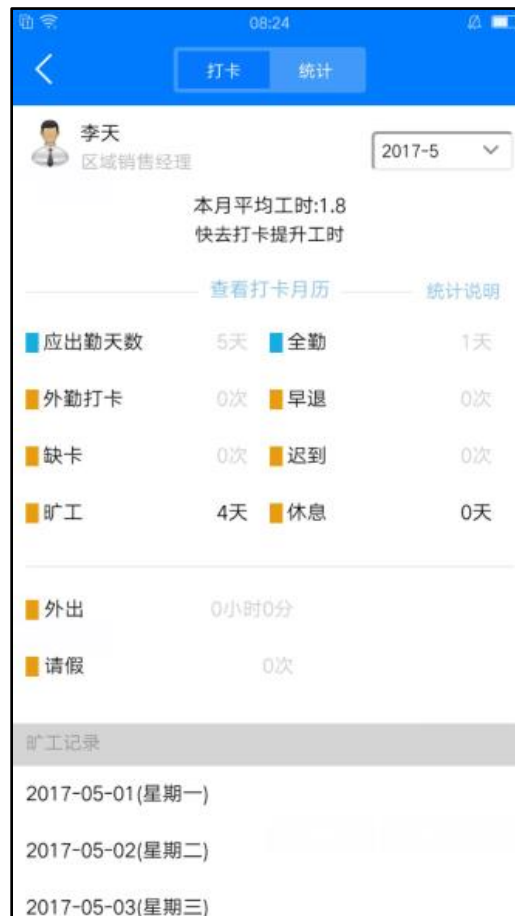 08:24
打卡 统计
李天
区域销售经理
2017-5
本月平均工时:1.8
快去打卡提升工时
查看打卡月历 统计说明
应出勤天数 5天 全勤 1天
外勤打卡 0次 早退 0次
缺卡 0次 迟到 0次
旷工 4天 休息 0天
外出 0小时0分
请假 0次
旷工记录
2017-05-01(星期一)
2017-05-02(星期二)
2017-05-03(星期三)